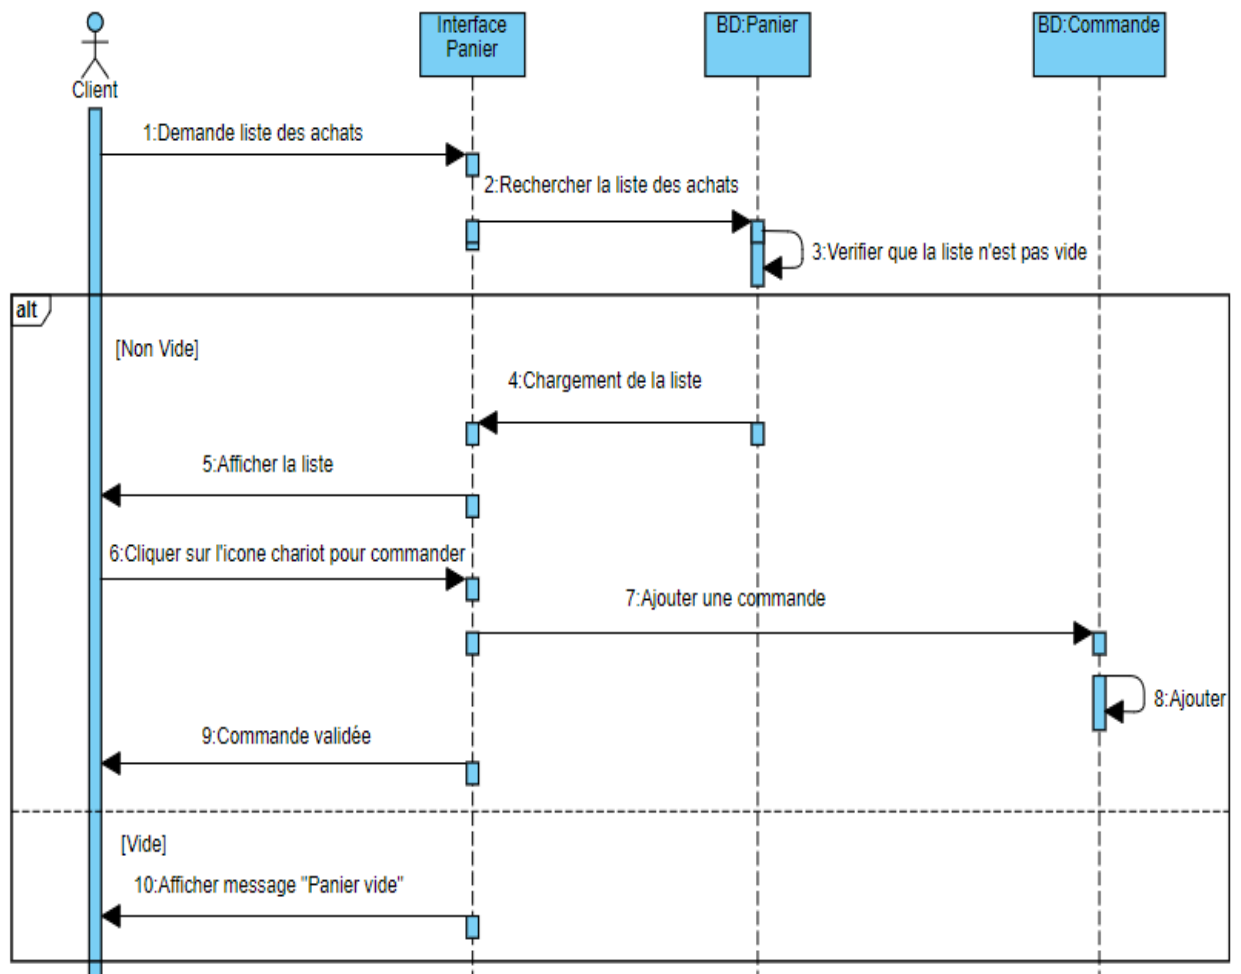 Interface
Panier
BD:Panier
BD:Commande
Client
1:Demande liste des achats
2:Rechercher la liste des achats
3:Verifier que la liste n'est pas vide
alt
[Non Vide]
4:Chargement de la liste
5:Afficher la liste
6:Cliquer sur l'icone chariot pour commander
7:Ajouter une commande
8:Ajouter
9:Commande validée
[Vide]
10:Afficher message "Panier vide"